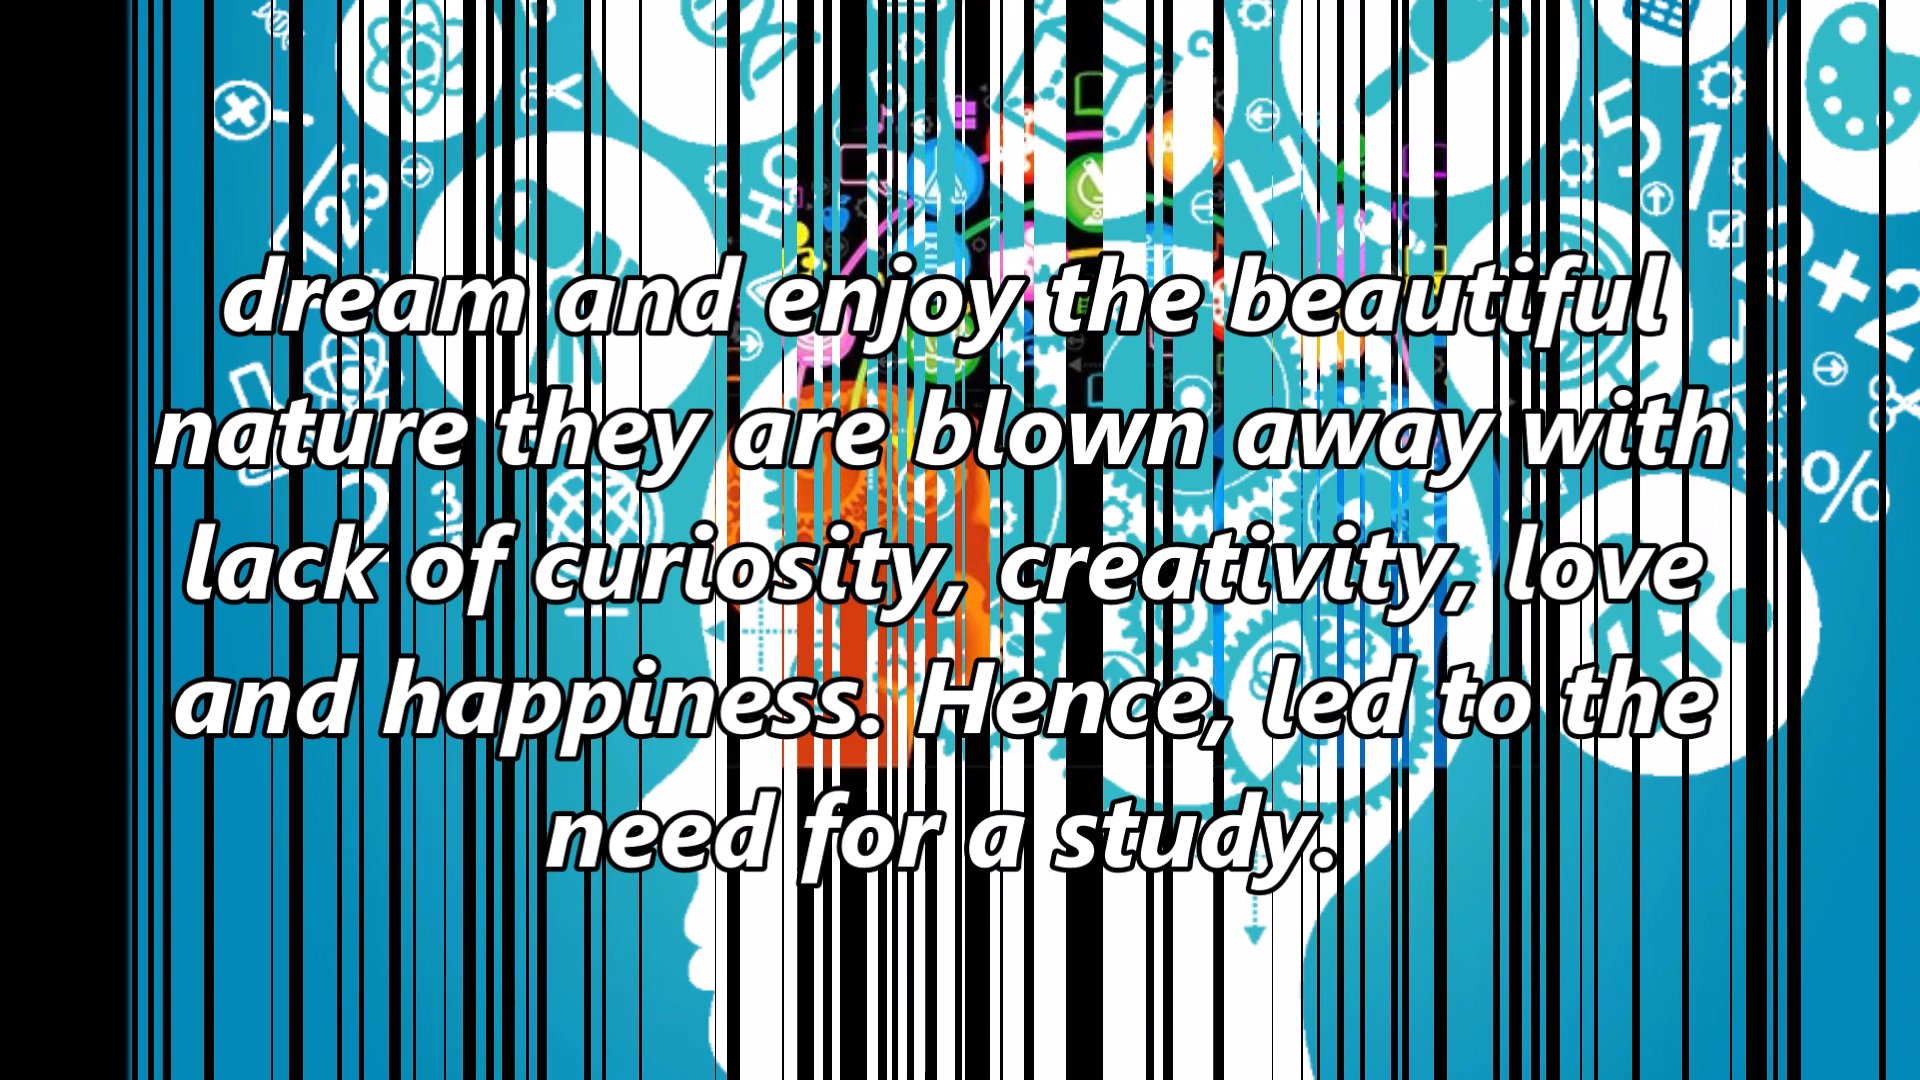 dream and enjoy the beautiful
nature they are blown away with
lack of curiosity, creativity, love
and happiness. Hence, led to the
need for a study.